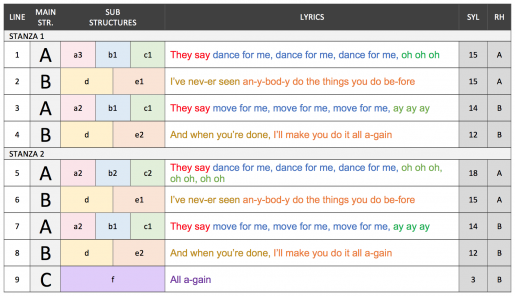 LINE MAIN STR. SUB STRUCTURES LYRICS SYL RH
STANZA 1
1 A a3 b1 c1 They say dance for me, dance for me, dance for me, oh oh oh 15 A
2 B d e1 I've nev-er seen an-y-bod-y do the things you do be-fore 15 A
3 A a2 b1 c1 They say move for me, move for me, move for me, ay ay ay 14 B
4 B d e1 And when you're done, I'll make you do it all a-gain 12 B
STANZA 2
5 A a2 b2 c2 They say dance for me, dance for me, dance for me, oh oh oh, 18 A
oh oh, oh oh
6 B d e1 I've nev-er seen an-y-bod-y do the things you do be-fore 15 A
7 A a2 b1 c1 They say move for me, move for me, move for me, ay ay ay 14 B
8 B d e2 And when you're done, I'll make you do it all a-gain 12 B
9 C f All a-gain 3 B